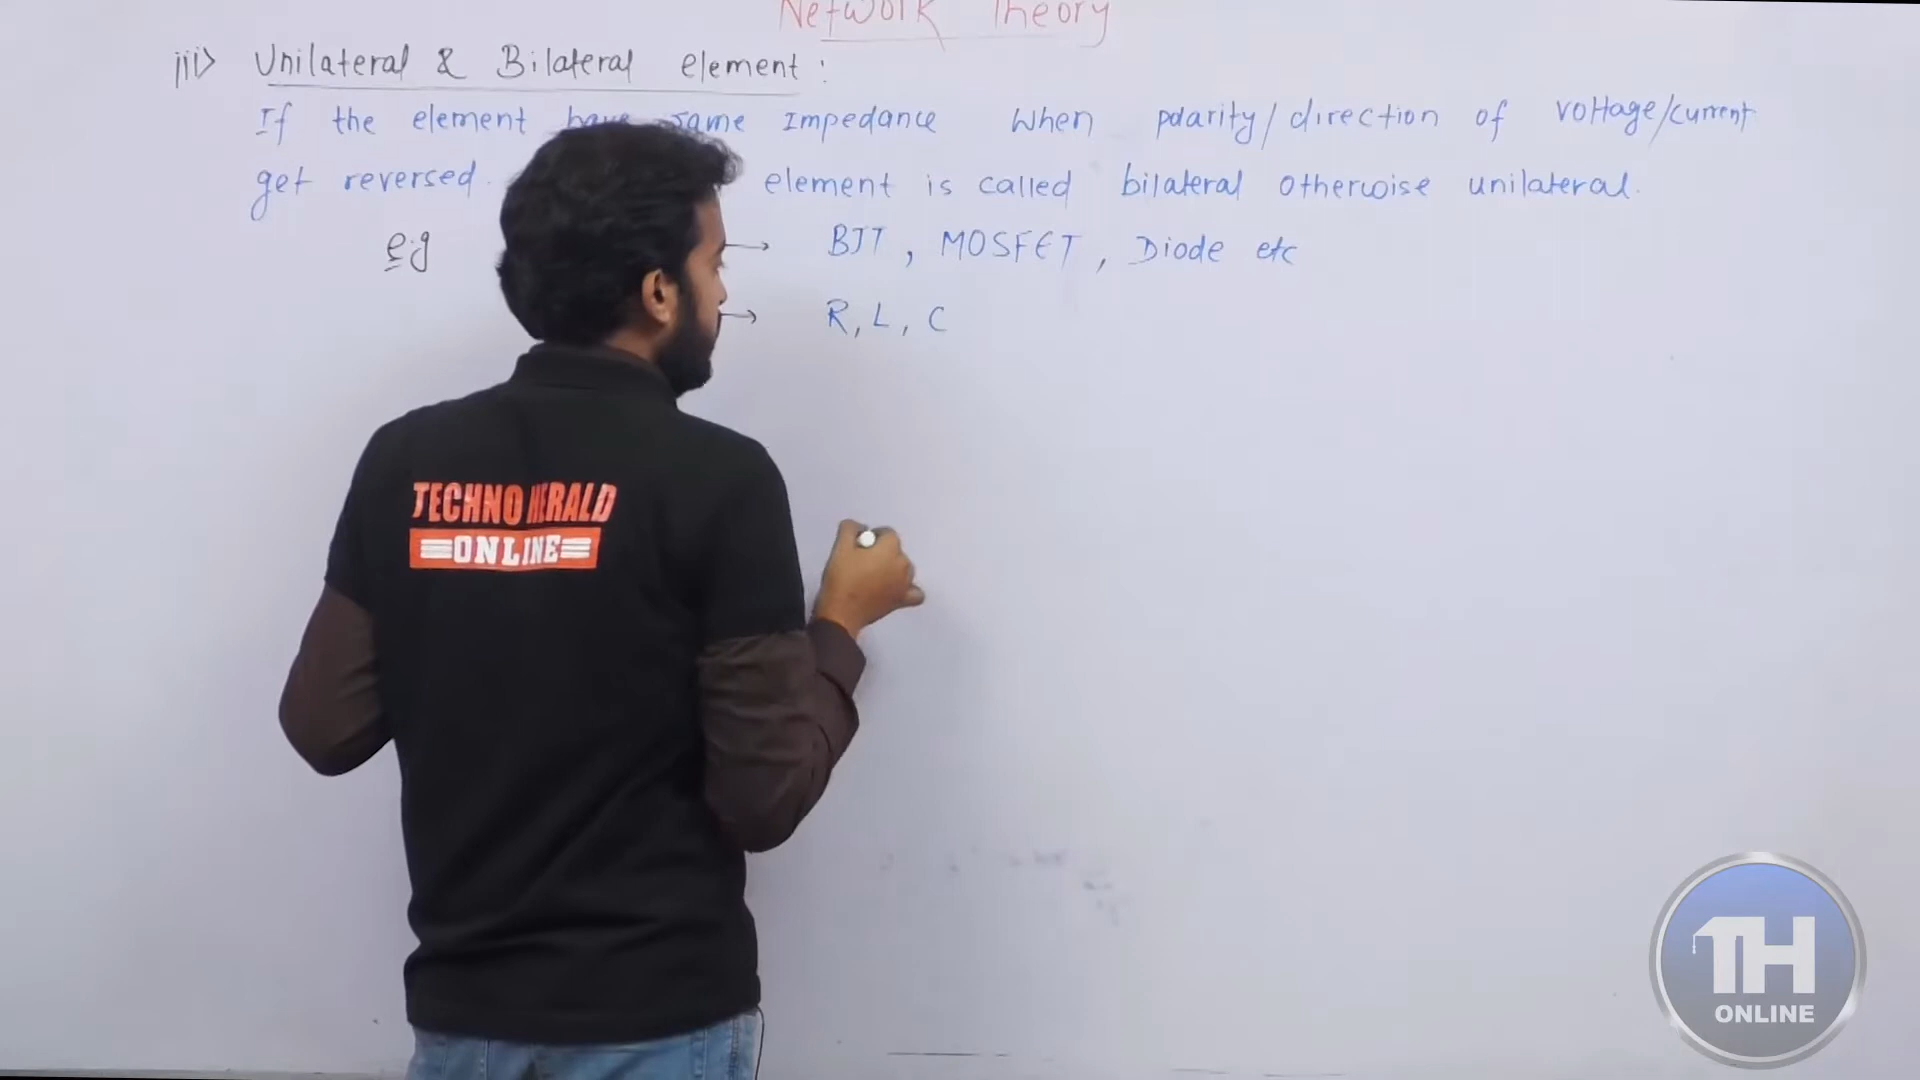 Network Theory
iii> Unilateral & Bilateral element :
If the element have same Impedance When polarity/direction of voltage/current
get reversed. element is called bilateral otherwise unilateral.
e.g → BJT, MOSFET, Diode etc
→ R, L, C
TECHNO HERALD
ONLINE
TH
ONLINE